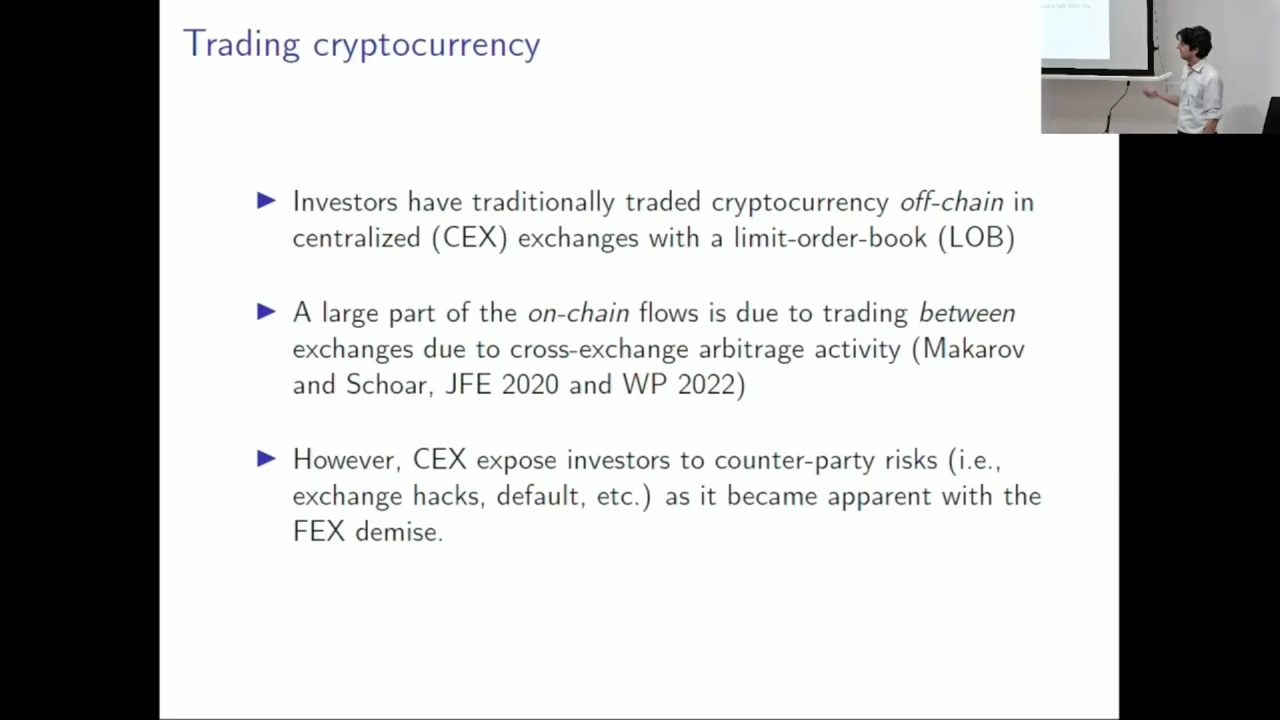 Trading cryptocurrency
▶ Investors have traditionally traded cryptocurrency off-chain in
centralized (CEX) exchanges with a limit-order-book (LOB)
▶ A large part of the on-chain flows is due to trading between
exchanges due to cross-exchange arbitrage activity (Makarov
and Schoar, JFE 2020 and WP 2022)
▶ However, CEX expose investors to counter-party risks (i.e.,
exchange hacks, default, etc.) as it became apparent with the
FEX demise.